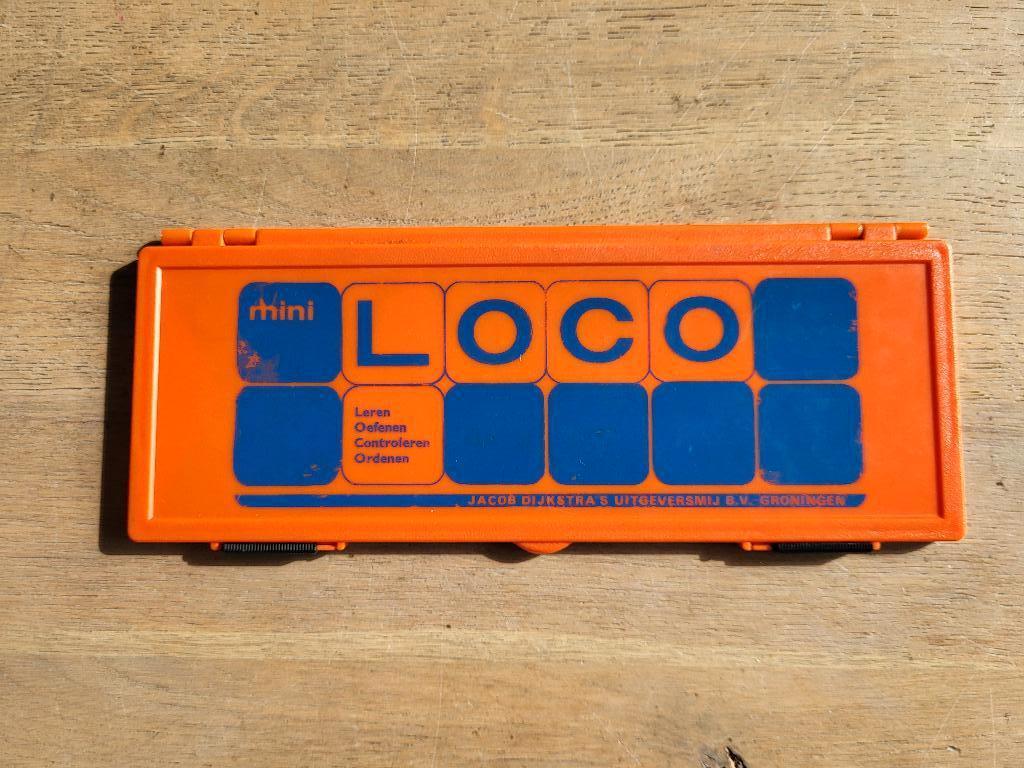 mini
LOCO
Leren
Oefenen
Controleren
Ordenen
JACOB DIJKSTRA'S UITGEVERSMIJ B.V.-GRONINGEN